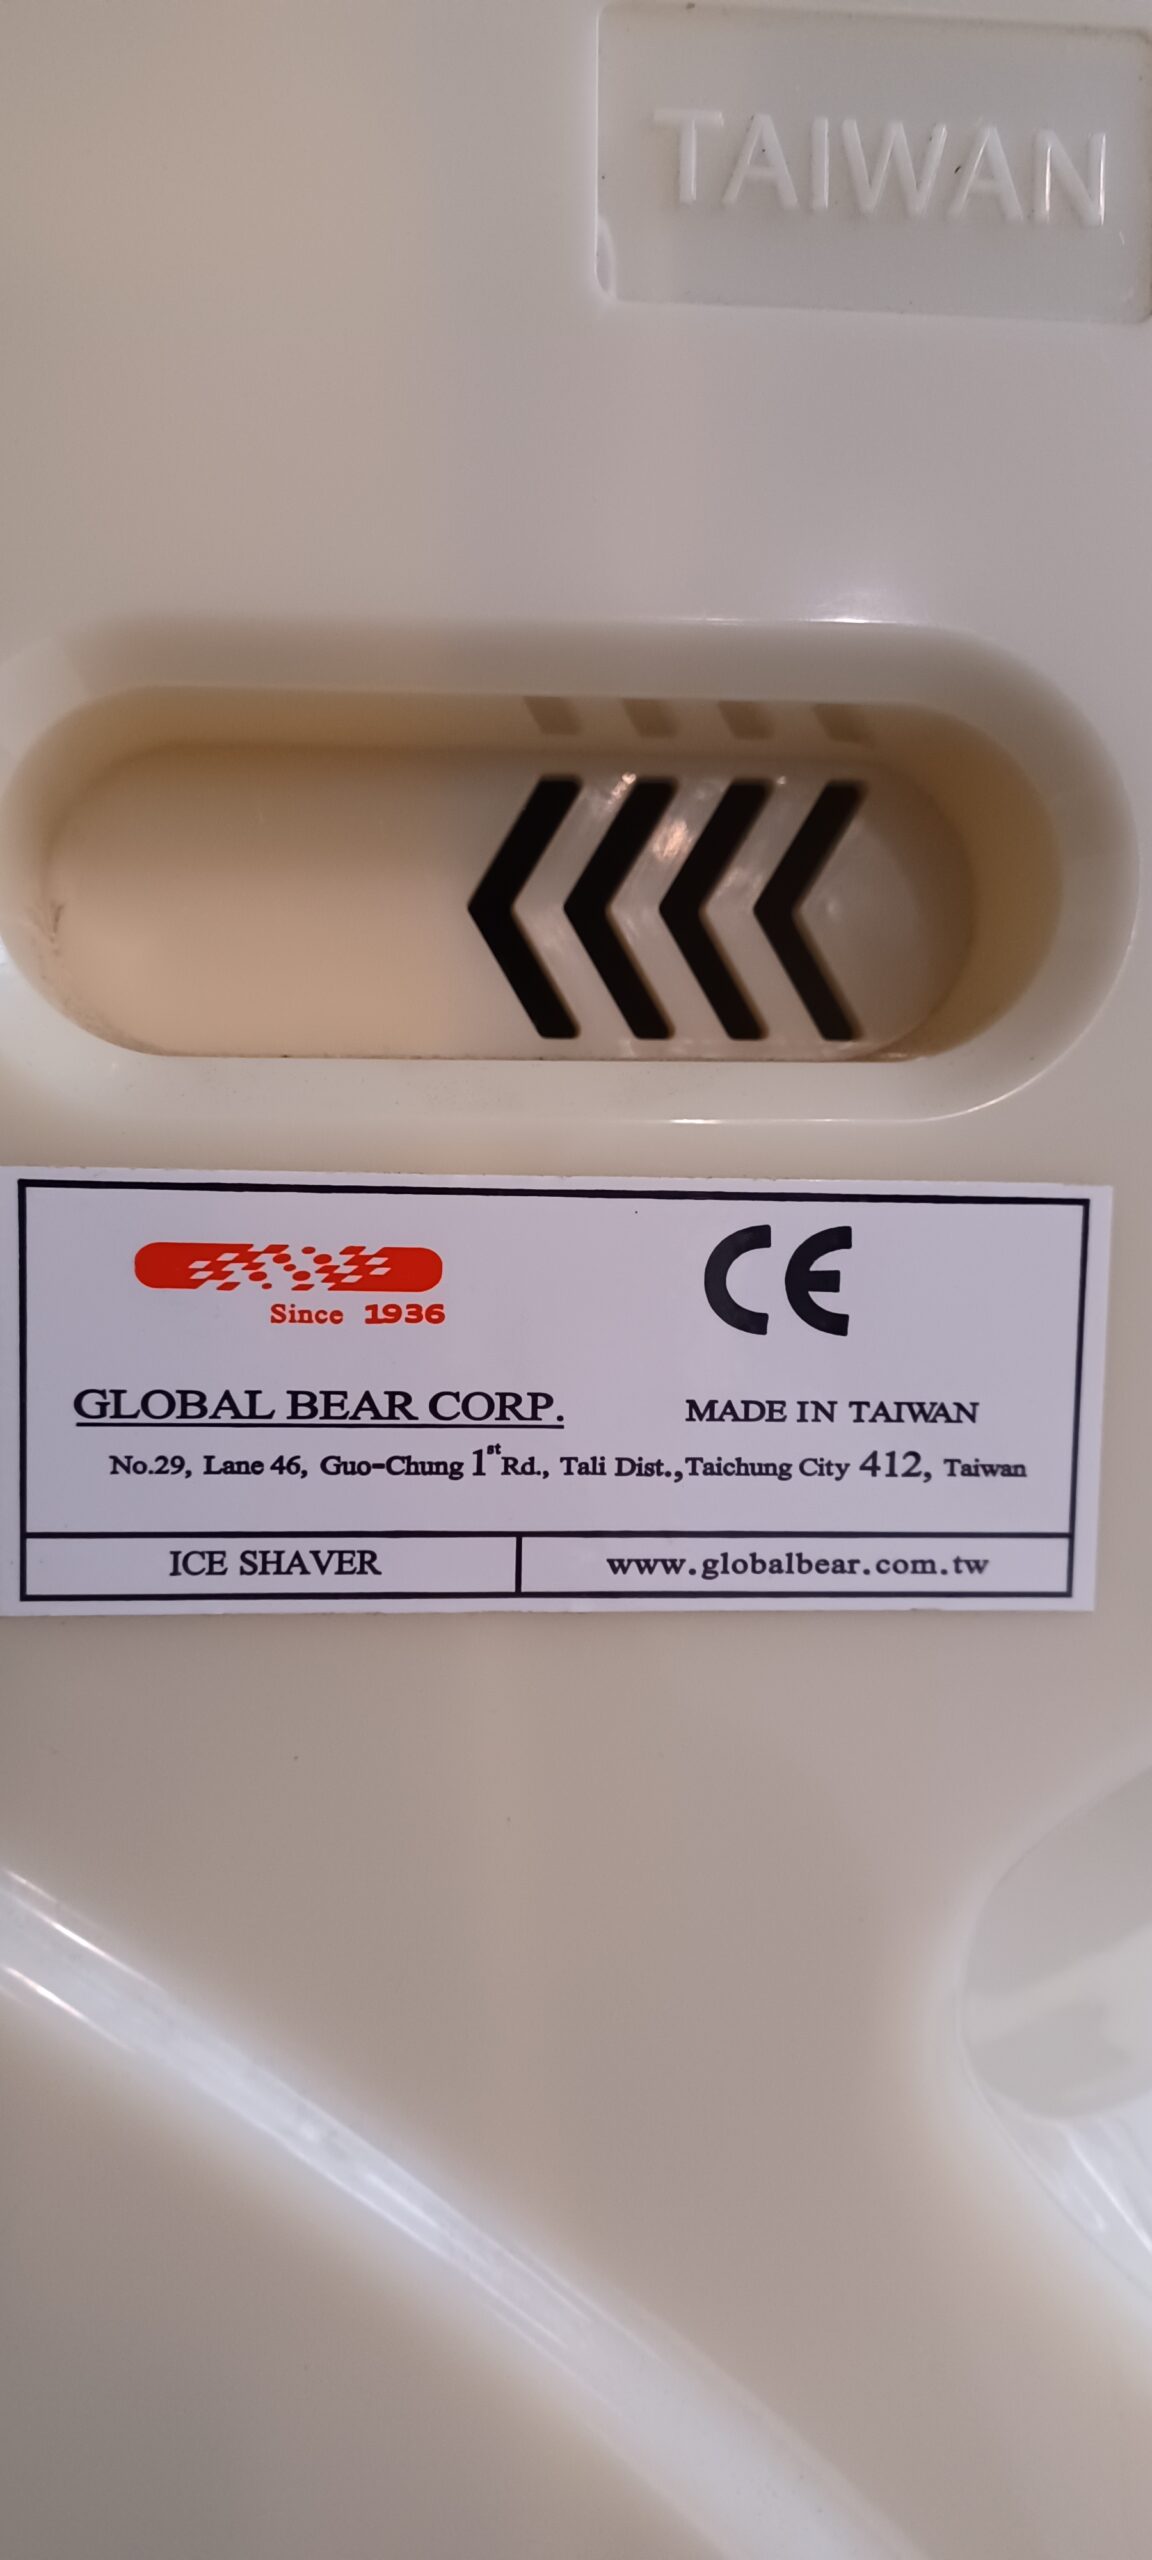 TAIWAN
Since 1936
CE
GLOBAL BEAR CORP.
MADE IN TAIWAN
No.29, Lane 46, Guo-Chung 1st Rd., Tali Dist., Taichung City 412, Taiwan
ICE SHAVER
www.globalbear.com.tw